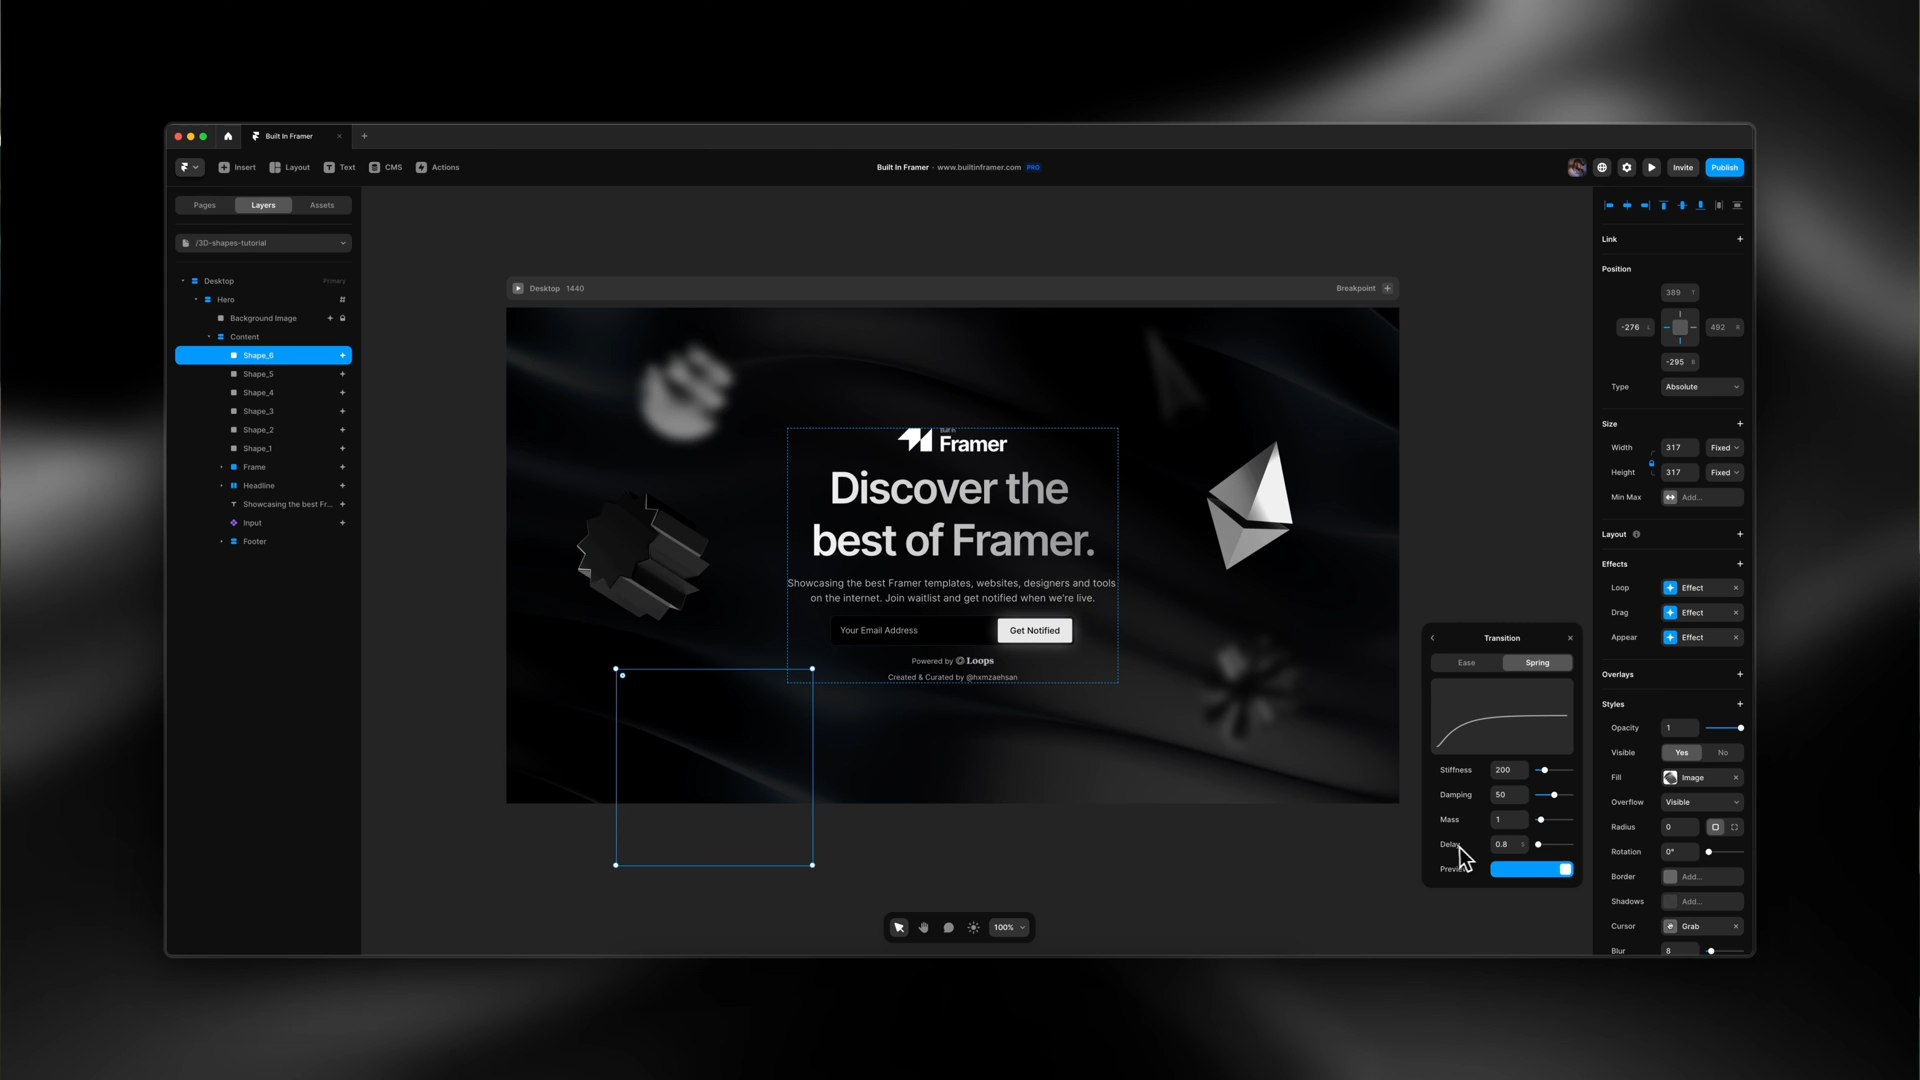 Built In Framer
Insert
Layout
Text
CMS
Actions
Built In Framer · www.builtinframer.com PRO
Invite
Publish
Pages
Layers
Assets
/3D-shapes-tutorial
Desktop
Primary
Hero
#
Background Image
Content
Shape_6
Shape_5
Shape_4
Shape_3
Shape_2
Shape_1
Frame
Headline
Showcasing the best Fr...
Input
Footer
Desktop 1440
Breakpoint
Built In
Framer
Discover the
best of Framer.
Showcasing the best Framer templates, websites, designers and tools
on the internet. Join waitlist and get notified when we're live.
Your Email Address
Get Notified
Powered by Loops
Created & Curated by @hxmzaehsan
100%
Transition
Ease
Spring
Stiffness 200
Damping 50
Mass 1
Delay 0.8 S
Link
Position
389 T
-276 L
492 R
-295 B
Type Absolute
Size
Width 317 Fixed
Height 317 Fixed
Min Max Add...
Layout
Effects
Loop Effect
Drag Effect
Appear Effect
Overlays
Styles
Opacity 1
Visible Yes No
Fill Image
Overflow Visible
Radius 0
Rotation 0°
Border Add...
Shadows Add...
Cursor Grab
Blur 8